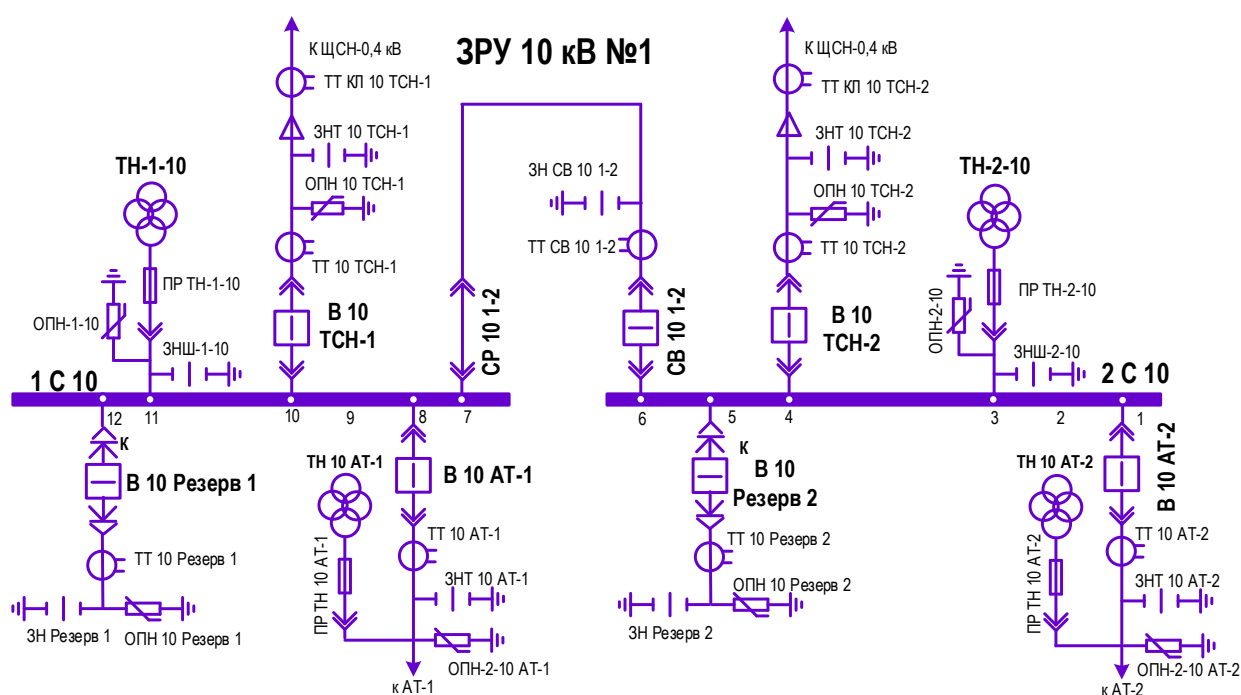 К ЩСН-0,4 кВ
ЗРУ 10 кВ №1
К ЩСН-0,4 кВ
ТТ КЛ 10 ТСН-1
ТТ КЛ 10 ТСН-2
ЗНТ 10 ТСН-1
ЗНТ 10 ТСН-2
ТН-1-10
ЗН СВ 10 1-2
ТН-2-10
ОПН 10 ТСН-1
ОПН 10 ТСН-2
ТТ 10 ТСН-1
ТТ СВ 10 1-2
ТТ 10 ТСН-2
ПР ТН-1-10
ПР ТН-2-10
ОПН-1-10
В 10
ТСН-1
СР 10 1-2
СВ 10 1-2
В 10
ТСН-2
ОПН-2-10
ЗНШ-1-10
ЗНШ-2-10
1 С 10
2 С 10
12
11
10
9
8
7
6
5
4
3
2
1
К
К
В 10 Резерв 1
ТН 10 АТ-1
В 10 АТ-1
В 10
Резерв 2
ТН 10 АТ-2
В 10 АТ-2
ТТ 10 Резерв 1
ТТ 10 АТ-1
ТТ 10 Резерв 2
ТТ 10 АТ-2
ПР ТН 10 АТ-1
ЗНТ 10 АТ-1
ОПН 10 Резерв 2
ПР ТН 10 АТ-2
ЗНТ 10 АТ-2
ЗН Резерв 1
ОПН 10 Резерв 1
ЗН Резерв 2
ОПН-2-10 АТ-1
ОПН-2-10 АТ-2
к АТ-1
к АТ-2